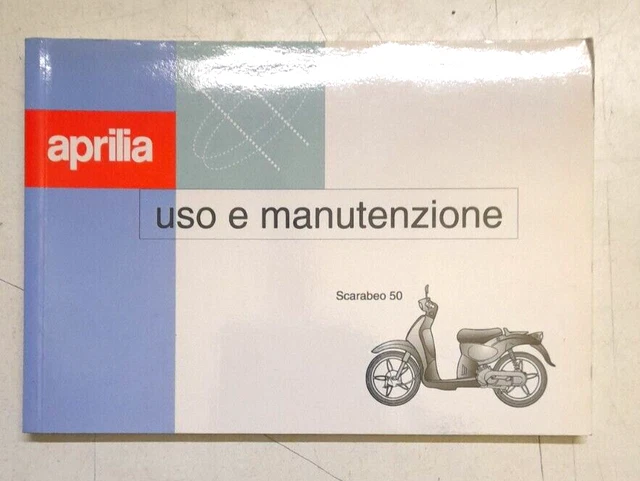 aprilia
uso e manutenzione
Scarabeo 50